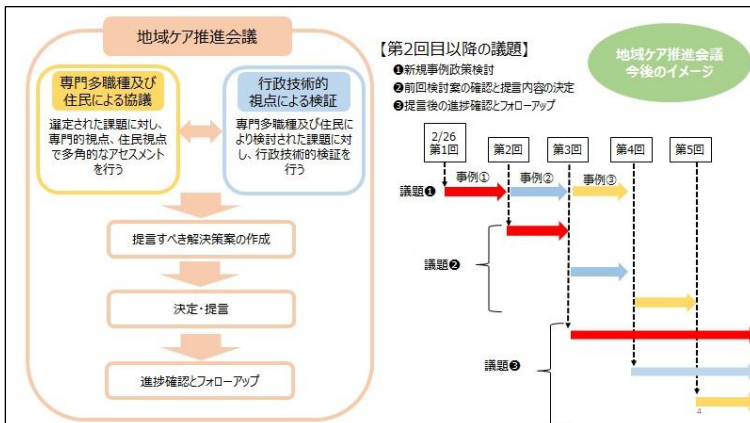 地域ケア推進会議
専門多職種及び
住民による協議
選定された課題に対し、
専門的視点、住民視点
で多角的なアセスメント
を行う
行政技術的
視点による検証
専門多職種及び住民に
より検討された課題に対
し、行政技術的検証を
行う
提言すべき解決策案の作成
決定・提言
進捗確認とフォローアップ
【第2回目以降の議題】
❶新規事例政策検討
❷前回検討案の確認と提言内容の決定
❸提言後の進捗確認とフォローアップ
地域ケア推進会議
今後のイメージ
2/26
第1回
第2回
第3回
第4回
第5回
議題❶
事例①
事例②
事例③
議題❷
議題❸
4